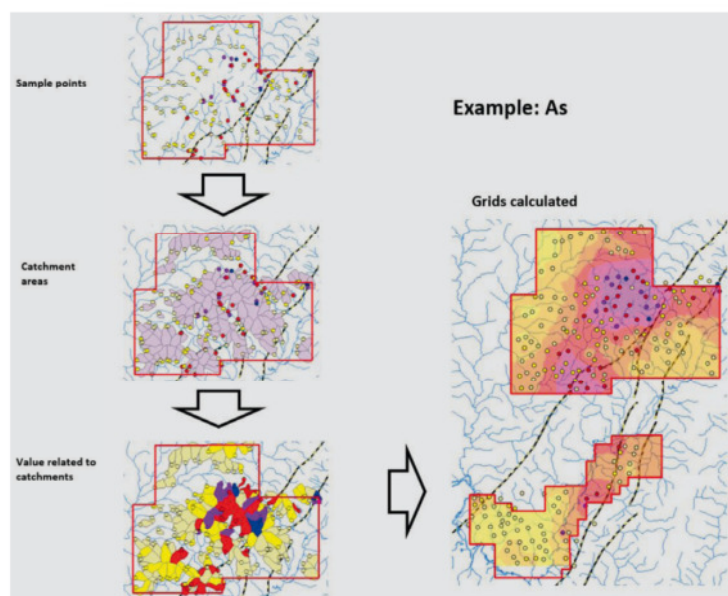 Sample points
Example: As
Grids calculated
Catchment
areas
Value related to
catchments